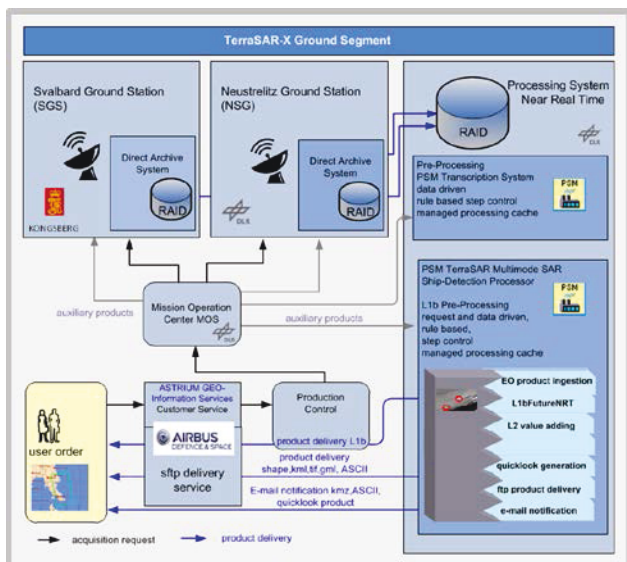 TerraSAR-X Ground Segment
Svalbard Ground Station
(SGS)
Direct Archive
System
RAID
KONGSBERG
Neustrelitz Ground Station
(NSG)
Direct Archive
System
RAID
DLR
Processing System
Near Real Time
RAID
DLR
Pre-Processing
PSM Transcription System
data driven
rule based step control
managed processing cache
PSM
auxiliary products
Mission Operation
Center MOS
DLR
auxiliary products
PSM TerraSAR Multimode SAR
Ship-Detection Processor
L1b Pre-Processing
request and data driven,
rule based,
step control
managed processing cache
PSM
EO product ingestion
L1bFutureNRT
L2 value adding
quicklook generation
ftp product delivery
e-mail notification
user order
ASTRIUM GEO-
Information Services
Customer Service
Production
Control
AIRBUS
DEFENCE & SPACE
product delivery L1b
product delivery
shape,kml,tif,gml, ASCII
sftp delivery
service
E-mail notification kmz,ASCII,
quicklook product
acquisition request
product delivery